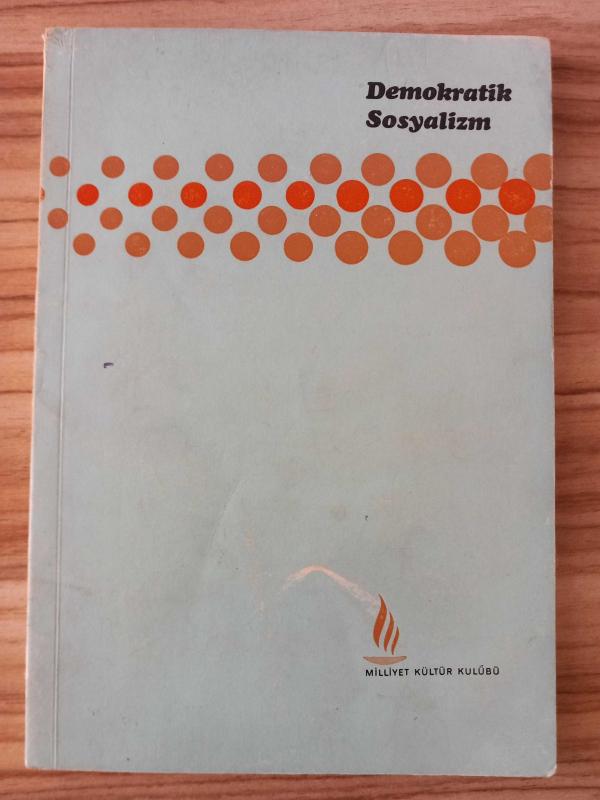 Demokratik
Sosyalizm
MİLLİYET KÜLTÜR KULÜBÜ